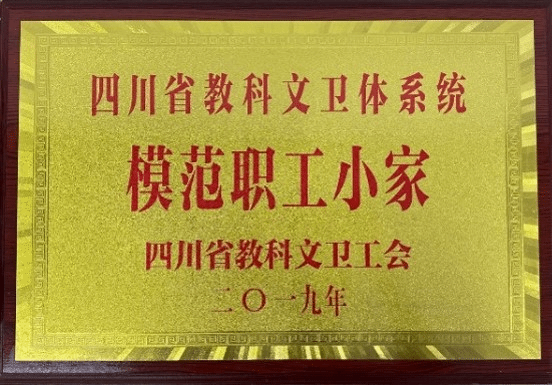 四川省教科文卫体系统
模范职工小家
四川省教科文卫工会
二〇一九年